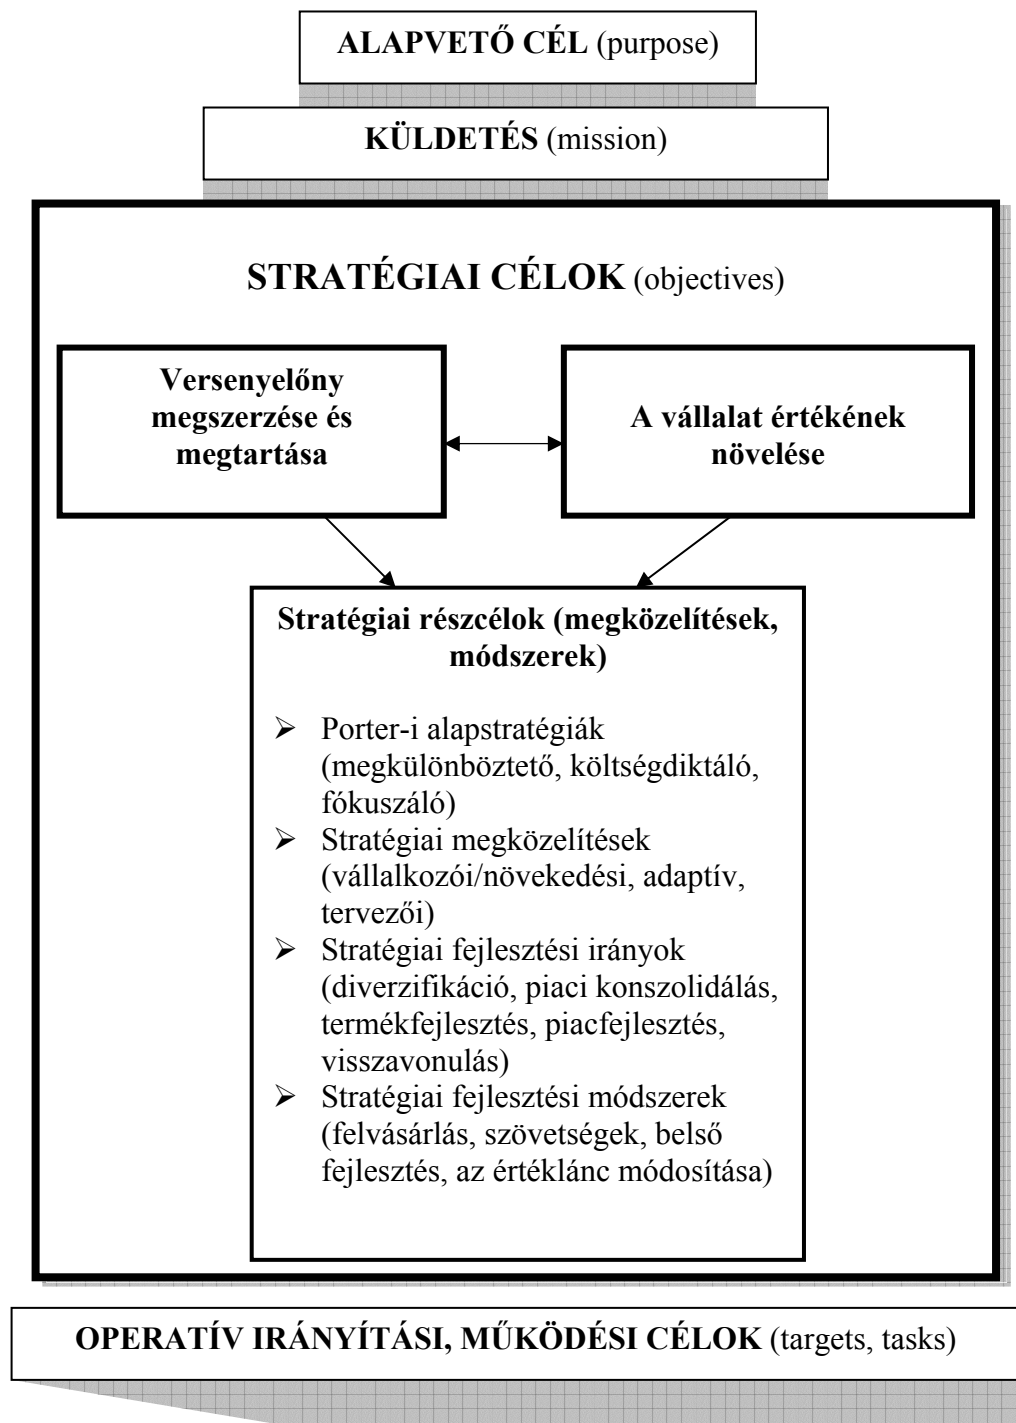 ALAPVETŐ CÉL (purpose)
KÜLDETÉS (mission)
STRATÉGIAI CÉLOK (objectives)
Versenyelőny
megszerzése és
megtartása
A vállalat értékének
növelése
Stratégiai részcélok (megközelítések,
módszerek)
➢ Porter-i alapstratégiák
(megkülönböztető, költségdiktáló,
fókuszáló)
➢ Stratégiai megközelítések
(vállalkozói/növekedési, adaptív,
tervezői)
➢ Stratégiai fejlesztési irányok
(diverzifikáció, piaci konszolidálás,
termékfejlesztés, piacfejlesztés,
visszavonulás)
➢ Stratégiai fejlesztési módszerek
(felvásárlás, szövetségek, belső
fejlesztés, az értéklánc módosítása)
OPERATÍV IRÁNYÍTÁSI, MŰKÖDÉSI CÉLOK (targets, tasks)